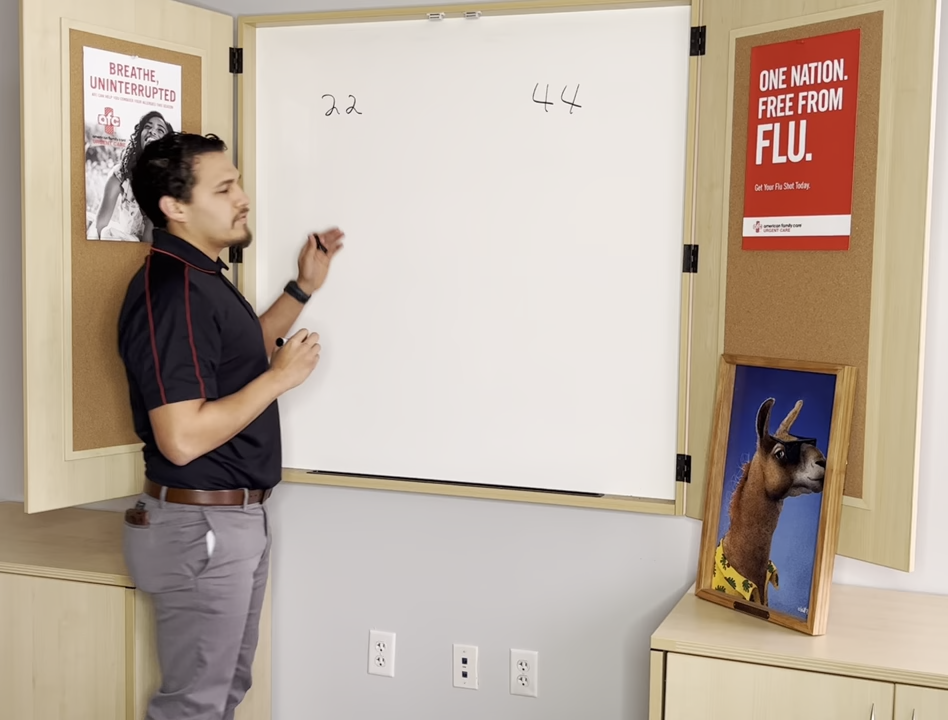 BREATHE,
UNINTERRUPTED
afc
22
44
ONE NATION.
FREE FROM
FLU.
Get Your Flu Shot Today.
american family care
URGENT CARE